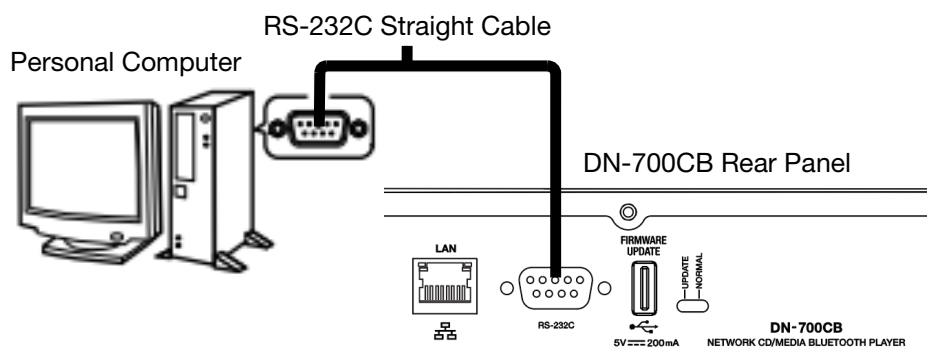 RS-232C Straight Cable
Personal Computer
DN-700CB Rear Panel
LAN
FIRMWARE
UPDATE
UPDATE
NORMAL
RS-232C
5V 200mA
DN-700CB
NETWORK CD/MEDIA BLUETOOTH PLAYER